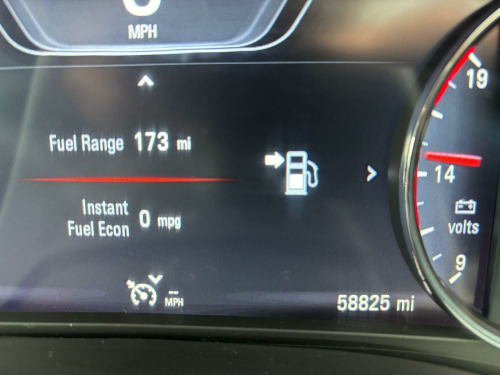 MPH
19
Fuel Range 173 mi
14
Instant
Fuel Econ 0 mpg
volts
9
-- MPH
58825 mi